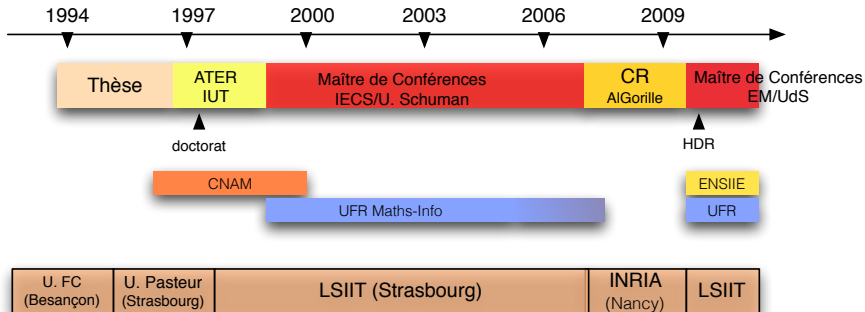 1994 1997 2000 2003 2006 2009
Thèse
ATER
IUT
Maître de Conférences
IECS/U. Schuman
CR
AlGorille
Maître de Conférences
EM/UdS
doctorat
HDR
CNAM
ENSIIE
UFR Maths-Info
UFR
U. FC
(Besançon)
U. Pasteur
(Strasbourg)
LSIIT (Strasbourg)
INRIA
(Nancy)
LSIIT